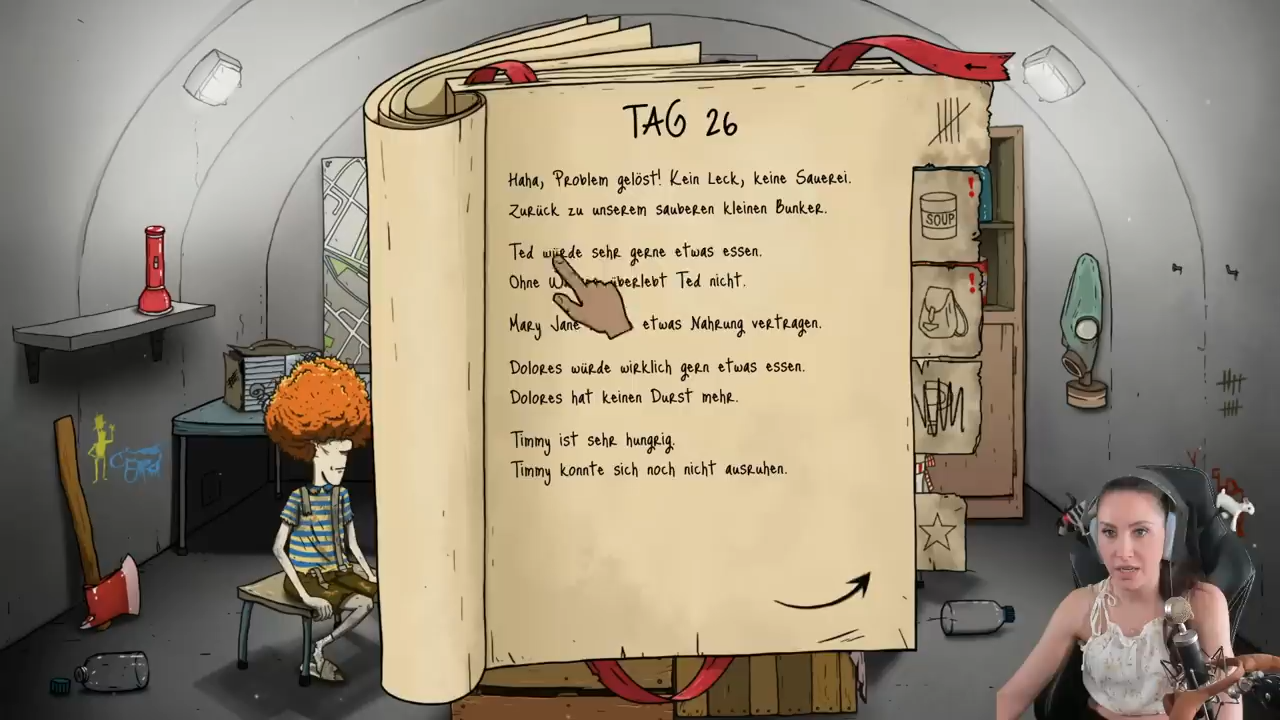 TAG 26
Haha, Problem gelöst! Kein Leck, keine Sauerei.
Zurück zu unserem sauberen kleinen Bunker.
Ted würde sehr gerne etwas essen.
Ohne überlebt Ted nicht.
Mary Jane etwas Nahrung vertragen.
Dolores würde wirklich gern etwas essen.
Dolores hat keinen Durst mehr.
Timmy ist sehr hungrig.
Timmy konnte sich noch nicht ausruhen.
!
SOUP
!